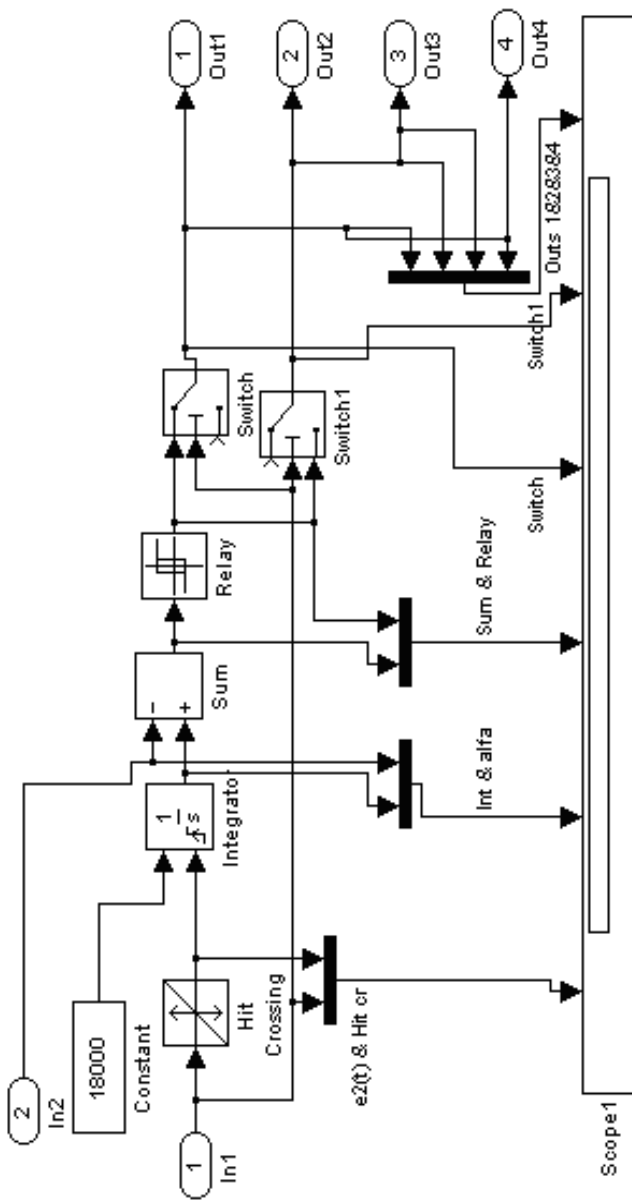 2
In2
18000
Constant
1
In1
Hit
Crossing
1
s
Integrator
-
+
Sum
Relay
Switch
Switch1
1
Out1
2
Out2
3
Out3
4
Out4
e2(t) & Hit cr
Int & alfa
Sum & Relay
Switch
Switch1
Outs 1&2&3&4
Scope1